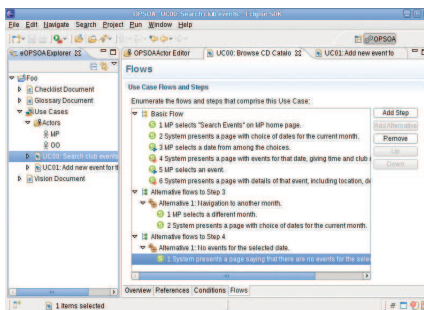 OPSOA: UC00: Search club events - Eclipse SDK
File Edit Navigate Search Project Run Window Help
OPSOA
eOPSOAExplorer
OPSOAActor Editor
UC00: Browse CD Catalo
UC01: Add new event fo
Foo
Checklist Document
Glossary Document
Use Cases
Actors
MP
OO
UC00: Search club events
UC01: Add new event for t
Vision Document
Flows
Use Case Flows and Steps
Enumerate the flows and steps that comprise this Use Case:
Basic Flow
1 MP selects "Search Events" on MP home page.
2 System presents a page with choice of dates for the current month.
3 MP selects a date from among the choices.
4 System presents a page with events for that date, giving time and club
5 MP selects an event.
6 System presents a page with details of that event, including location, d
Alternative flows to Step 3
Alternative 1: Navigation to another month.
1 MP selects a different month.
2 System presents a page with choice of dates for the current month.
Alternative flows to Step 4
Alternative 1: No events for the selected date.
1 System presents a page saying that there are no events for the sele
Add Step
Add Alternative
Remove
Up
Down
Overview References Conditions Flows
1 items selected